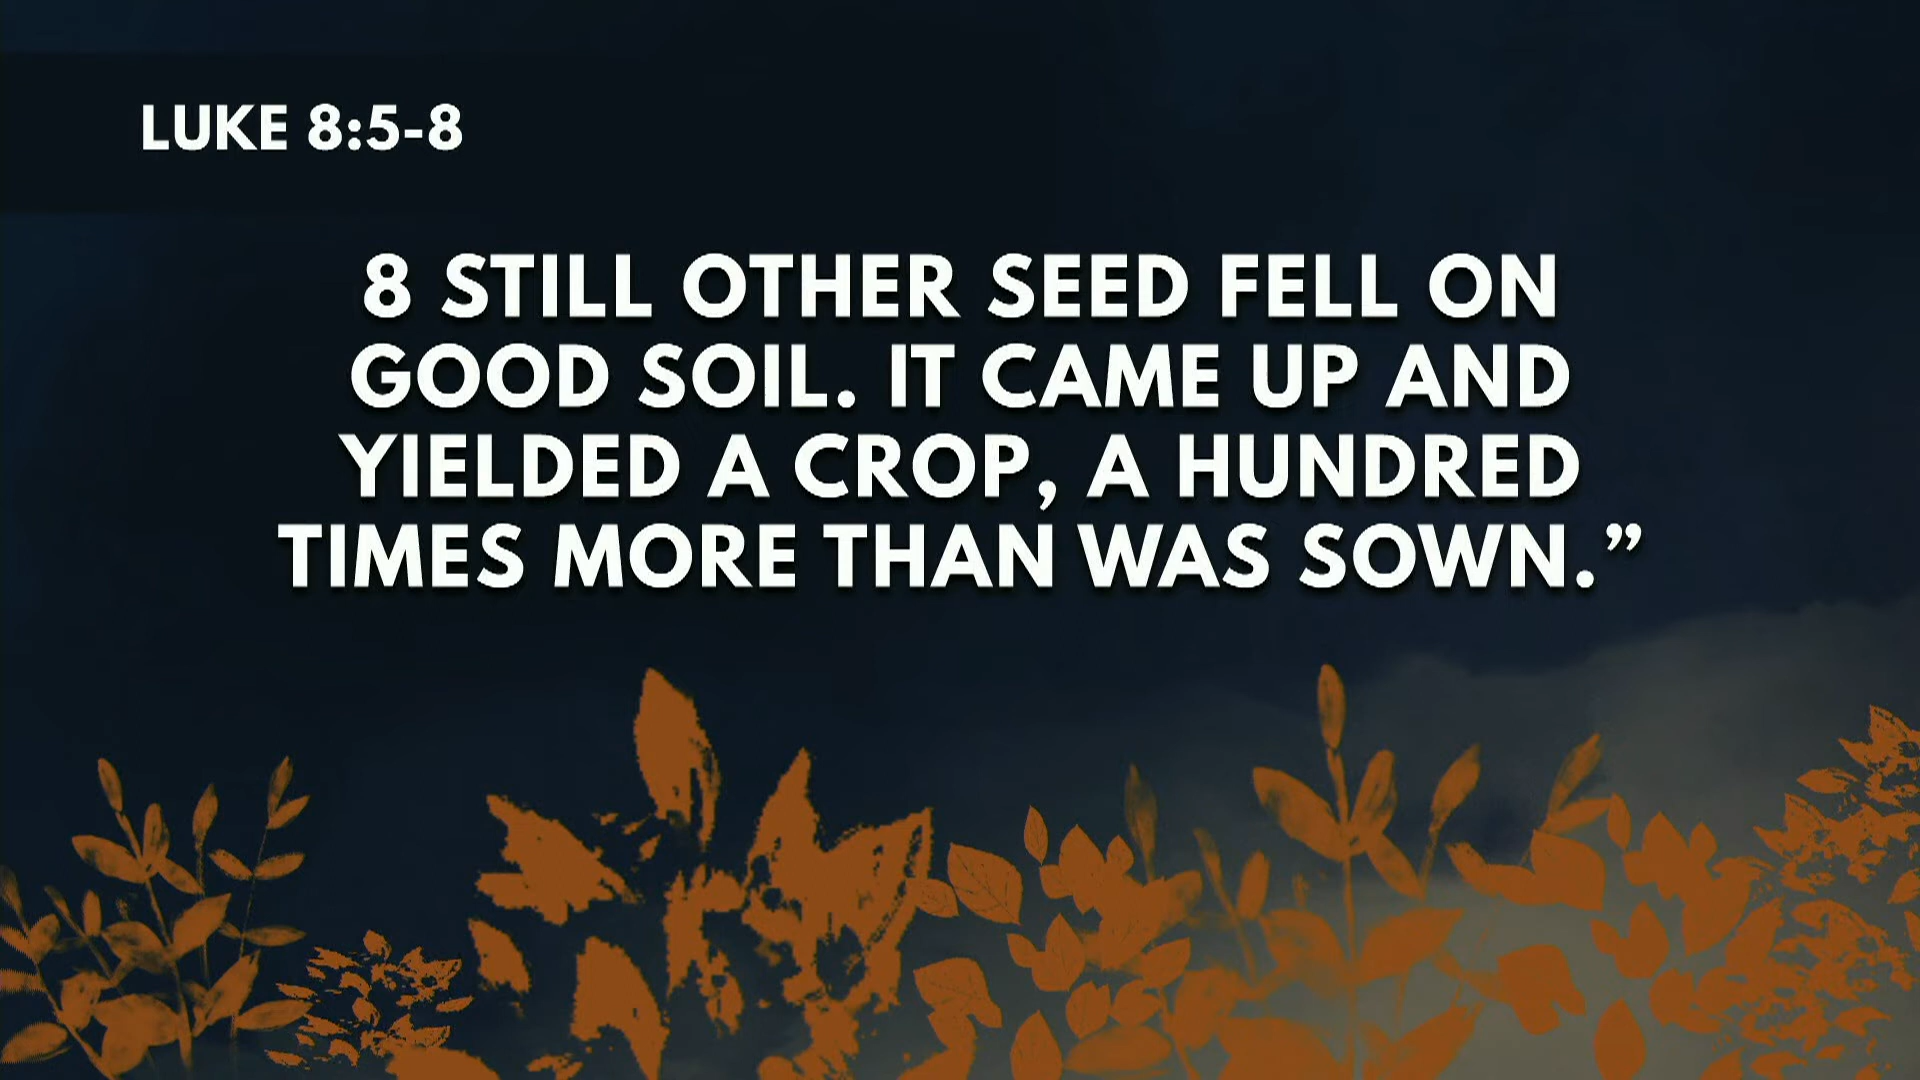 LUKE 8:5-8
8 STILL OTHER SEED FELL ON
GOOD SOIL. IT CAME UP AND
YIELDED A CROP, A HUNDRED
TIMES MORE THAN WAS SOWN.”